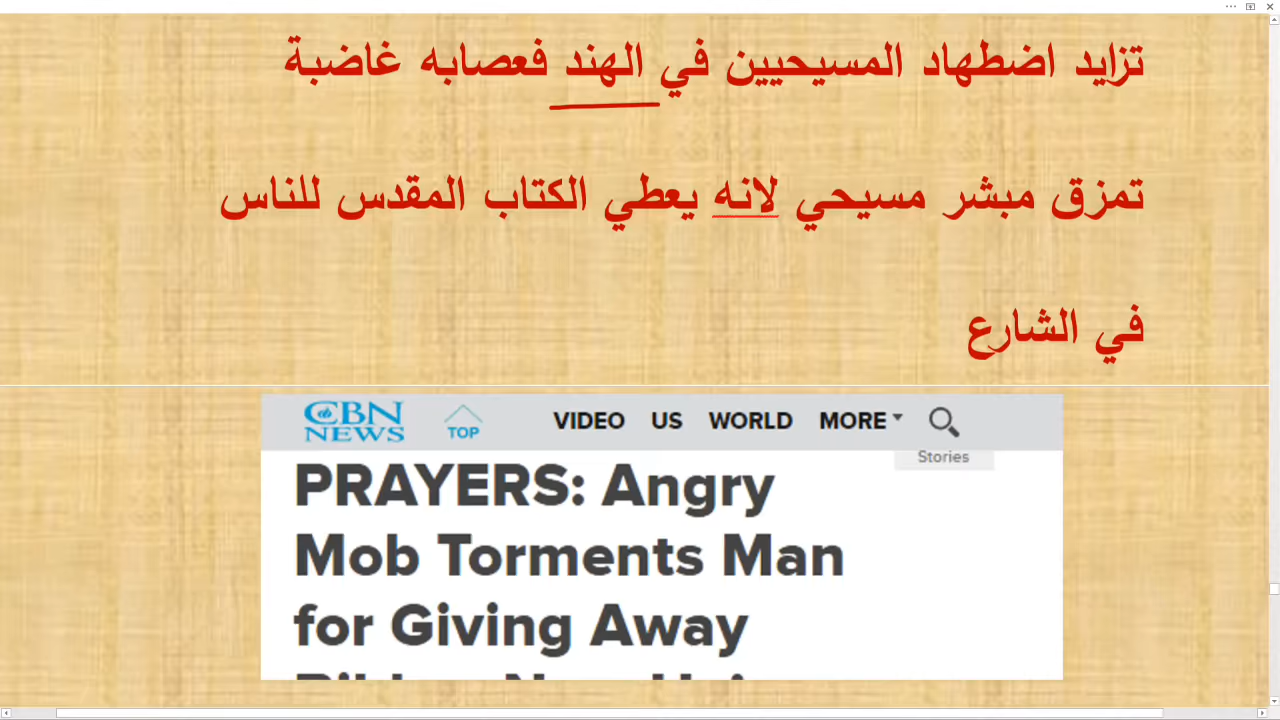 تزايد اضطهاد المسيحيين في الهند فعصابه غاضبة
تمزق مبشر مسيحي لانه يعطي الكتاب المقدس للناس
في الشارع
CBN NEWS TOP VIDEO US WORLD MORE
Stories
PRAYERS: Angry
Mob Torments Man
for Giving Away